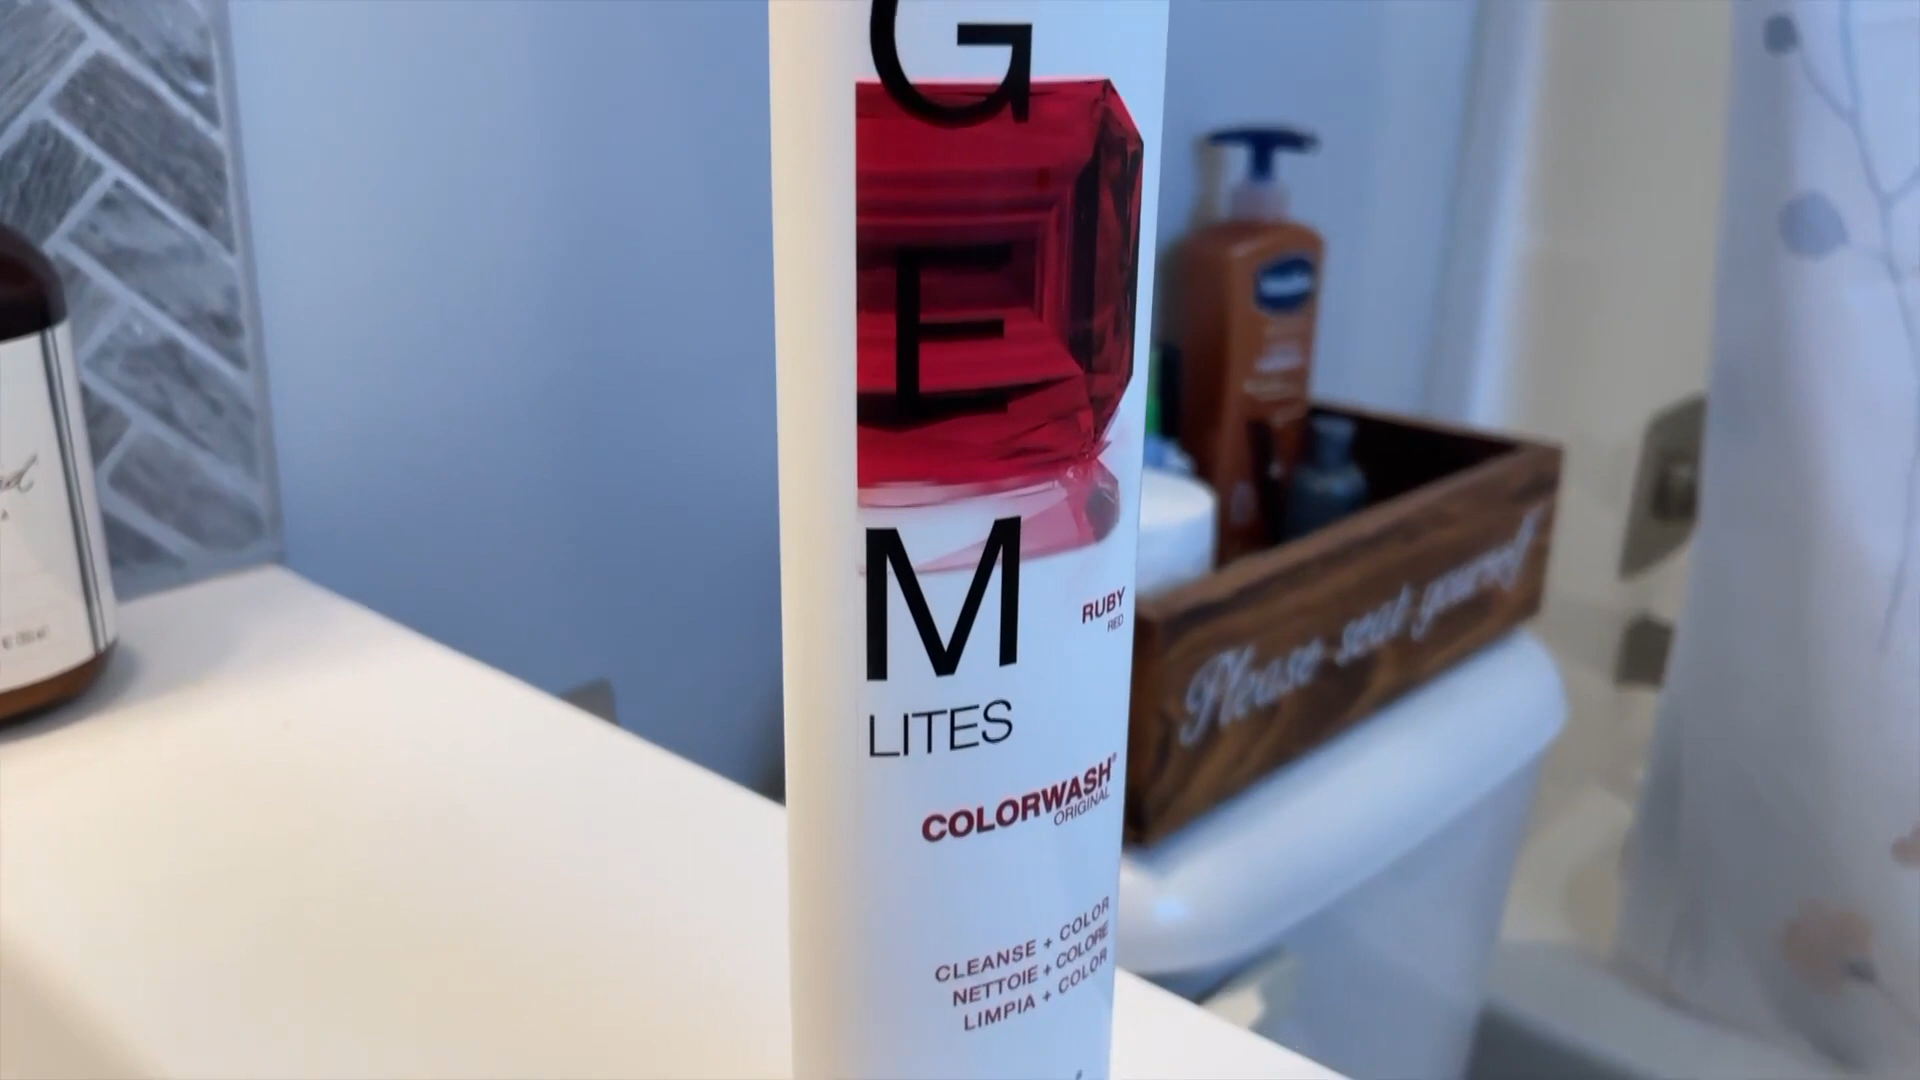 G
E
M
LITES
RUBY
RED
COLORWASH®
ORIGINAL
CLEANSE + COLOR
NETTOIE + COLORE
LIMPIA + COLOR
Please seat yourself